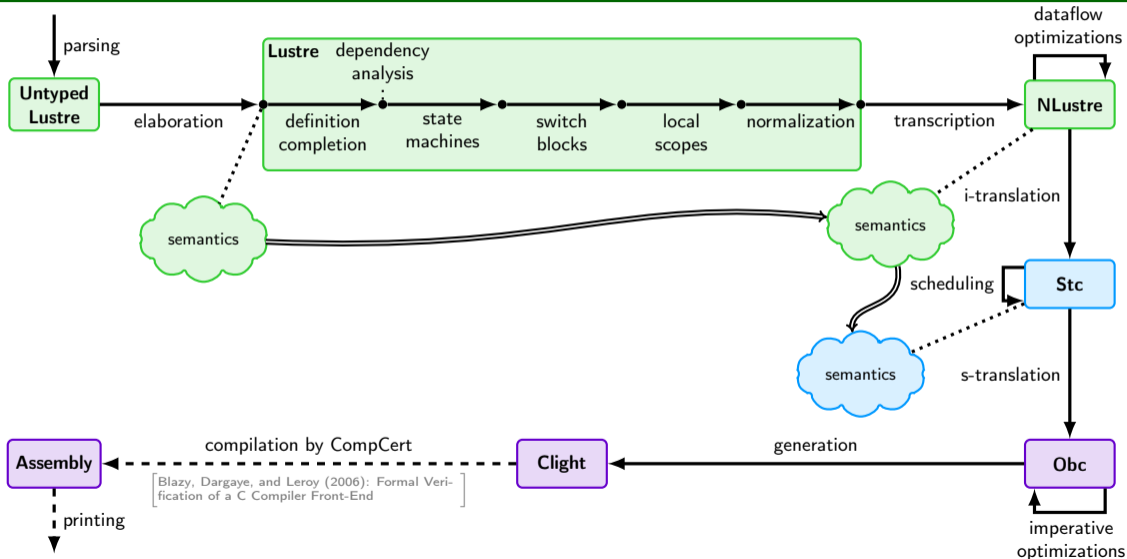 dataflow
optimizations
parsing
Lustre
dependency
analysis
Untyped
Lustre
elaboration
definition
completion
state
machines
switch
blocks
local
scopes
normalization
transcription
NLustre
i-translation
semantics
semantics
scheduling
Stc
semantics
s-translation
Assembly
compilation by CompCert
Blazy, Dargaye, and Leroy (2006): Formal Veri-
fication of a C Compiler Front-End
Clight
generation
Obc
printing
imperative
optimizations